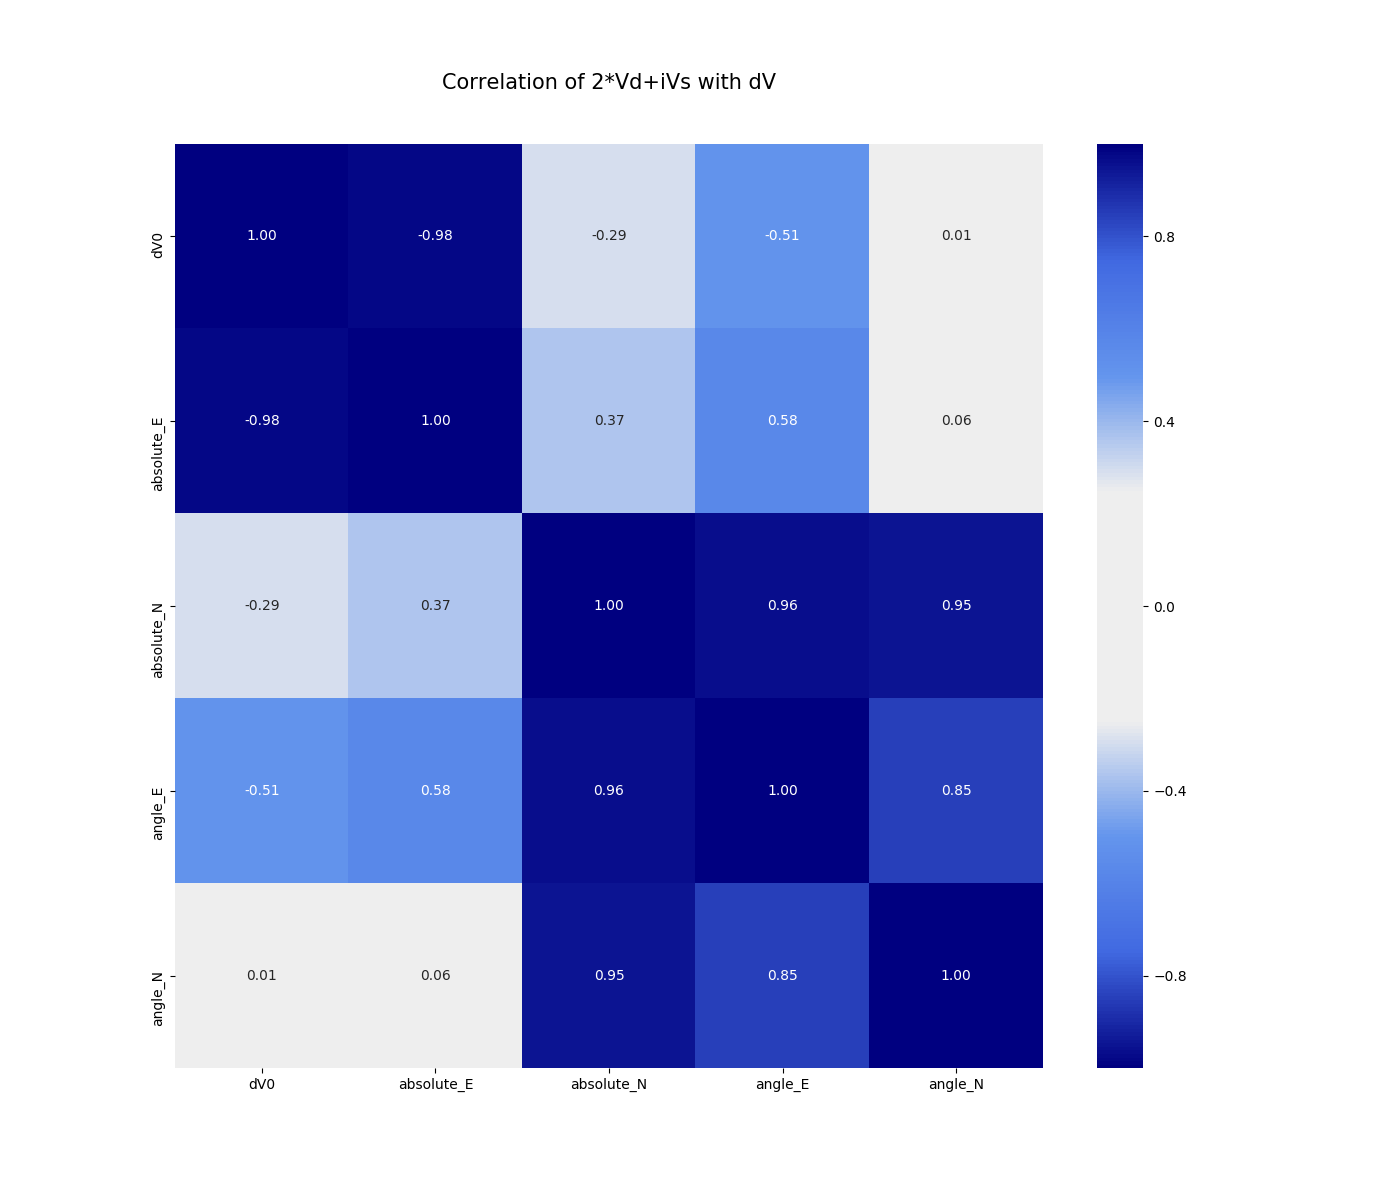 Correlation of 2*Vd+iVs with dV
dV0
1.00 -0.98 -0.29 -0.51 0.01
absolute_E
-0.98 1.00 0.37 0.58 0.06
absolute_N
-0.29 0.37 1.00 0.96 0.95
angle_E
-0.51 0.58 0.96 1.00 0.85
angle_N
0.01 0.06 0.95 0.85 1.00
dV0 absolute_E absolute_N angle_E angle_N
0.8
0.4
0.0
−0.4
−0.8